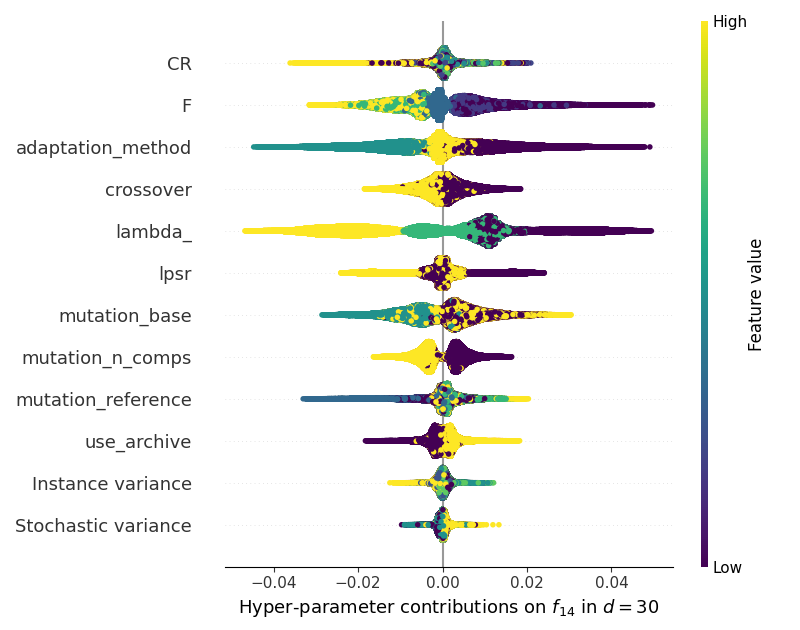 High
CR
F
adaptation_method
crossover
lambda_
lpsr
mutation_base
mutation_n_comps
mutation_reference
use_archive
Instance variance
Stochastic variance
Feature value
Low
−0.04 −0.02 0.00 0.02 0.04
Hyper-parameter contributions on f14 in d = 30